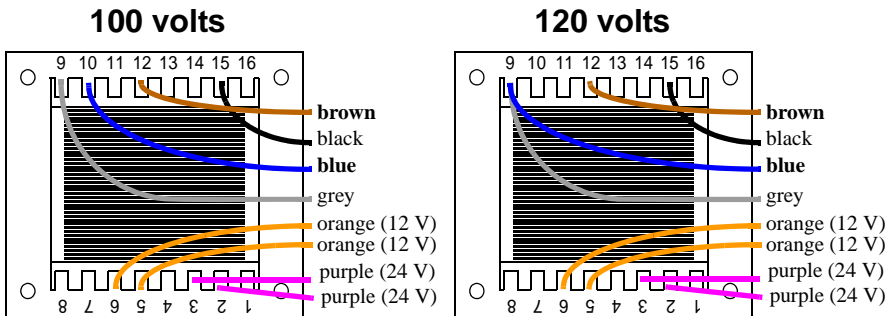 100 volts
9 10 11 12 13 14 15 16
brown
black
blue
grey
orange (12 V)
orange (12 V)
purple (24 V)
purple (24 V)
8 7 6 5 4 3 2 1
120 volts
9 10 11 12 13 14 15 16
brown
black
blue
grey
orange (12 V)
orange (12 V)
purple (24 V)
purple (24 V)
8 7 6 5 4 3 2 1